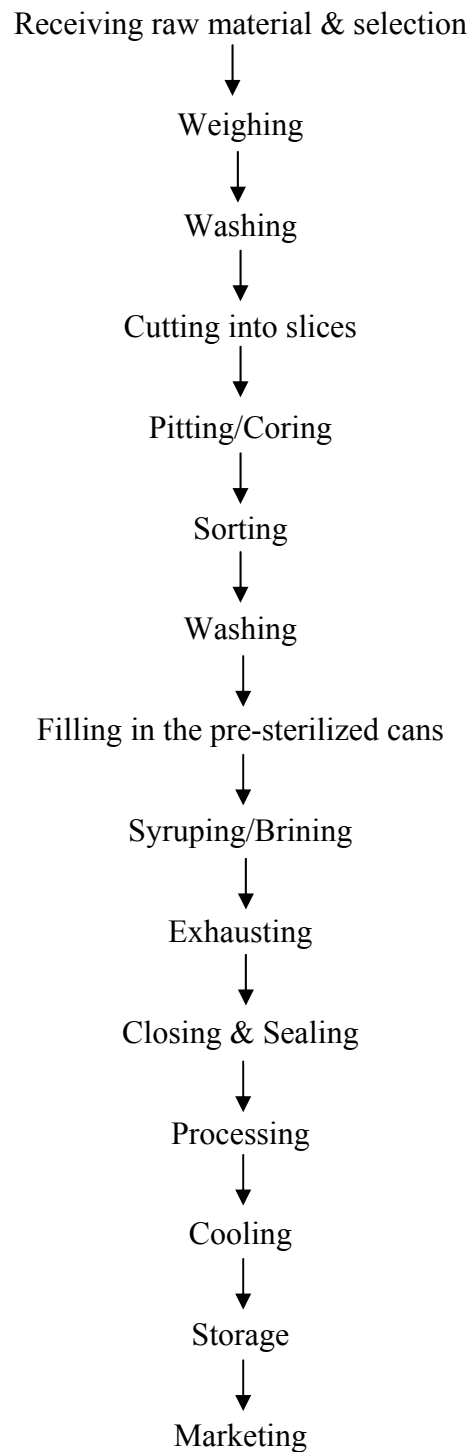 Receiving raw material & selection
Weighing
Washing
Cutting into slices
Pitting/Coring
Sorting
Washing
Filling in the pre-sterilized cans
Syruping/Brining
Exhausting
Closing & Sealing
Processing
Cooling
Storage
Marketing